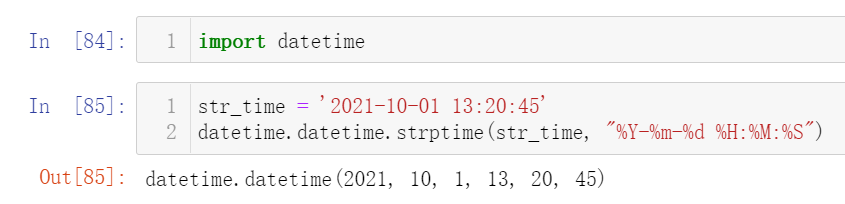 In [84]: 1 import datetime
In [85]: 1 str_time = '2021-10-01 13:20:45'
2 datetime.datetime.strptime(str_time, "%Y-%m-%d %H:%M:%S")
Out[85]: datetime.datetime(2021, 10, 1, 13, 20, 45)